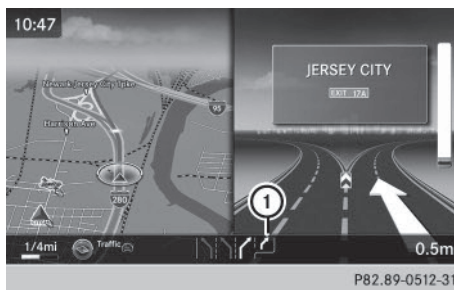 10:47
Newark-Jersey City Tpke
Harrison Ave
95
280
JERSEY CITY
EXIT 17A
1
1/4mi
Traffic
0.5m
P82.89-0512-31